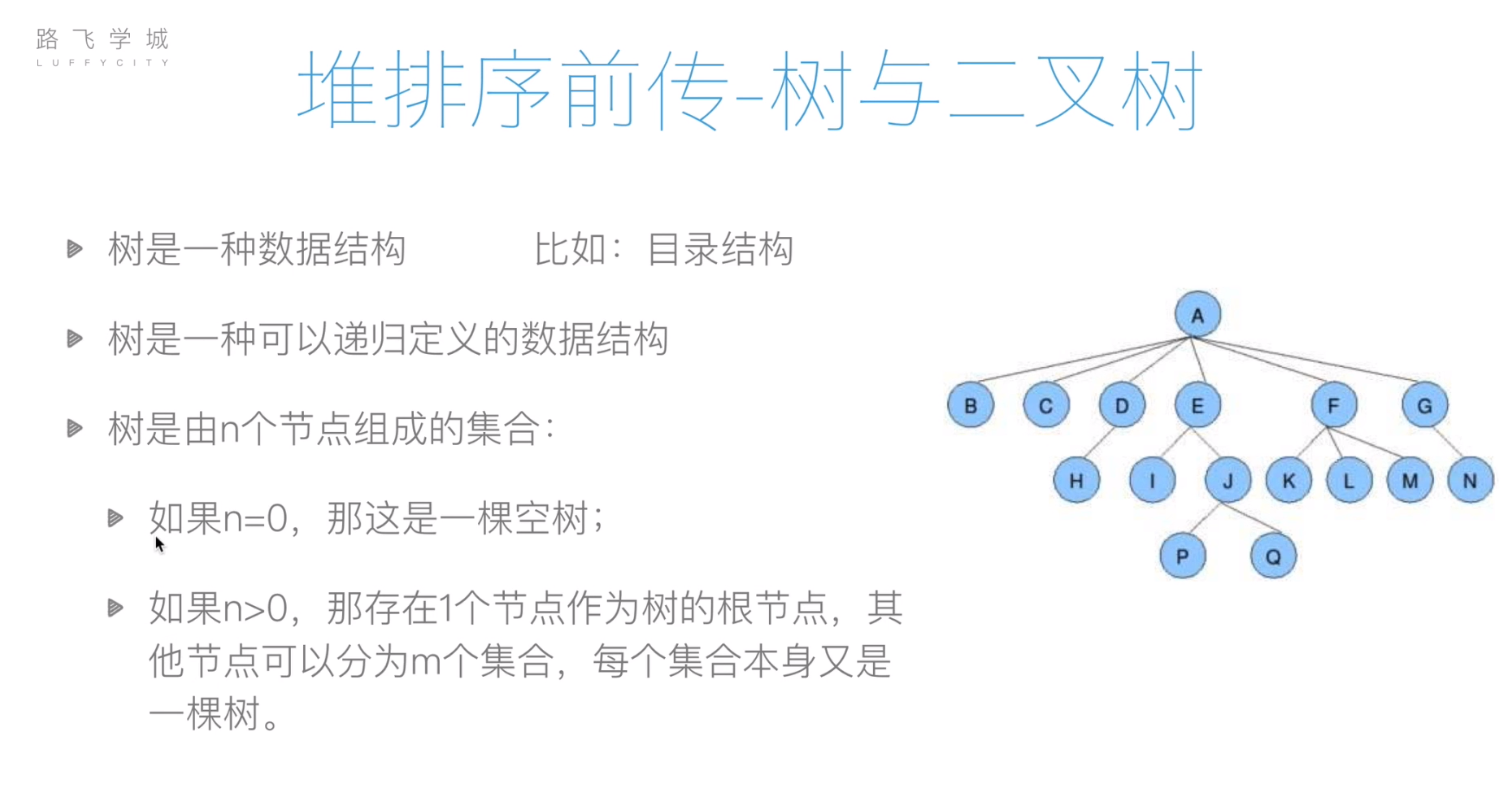 路飞学城
LUFFYCITY
堆排序前传-树与二叉树
树是一种数据结构 比如：目录结构
树是一种可以递归定义的数据结构
树是由n个节点组成的集合：
如果n=0，那这是一棵空树；
如果n>0，那存在1个节点作为树的根节点，其
他节点可以分为m个集合，每个集合本身又是
一棵树。
A
B C D E F G
H I J K L M N
P Q